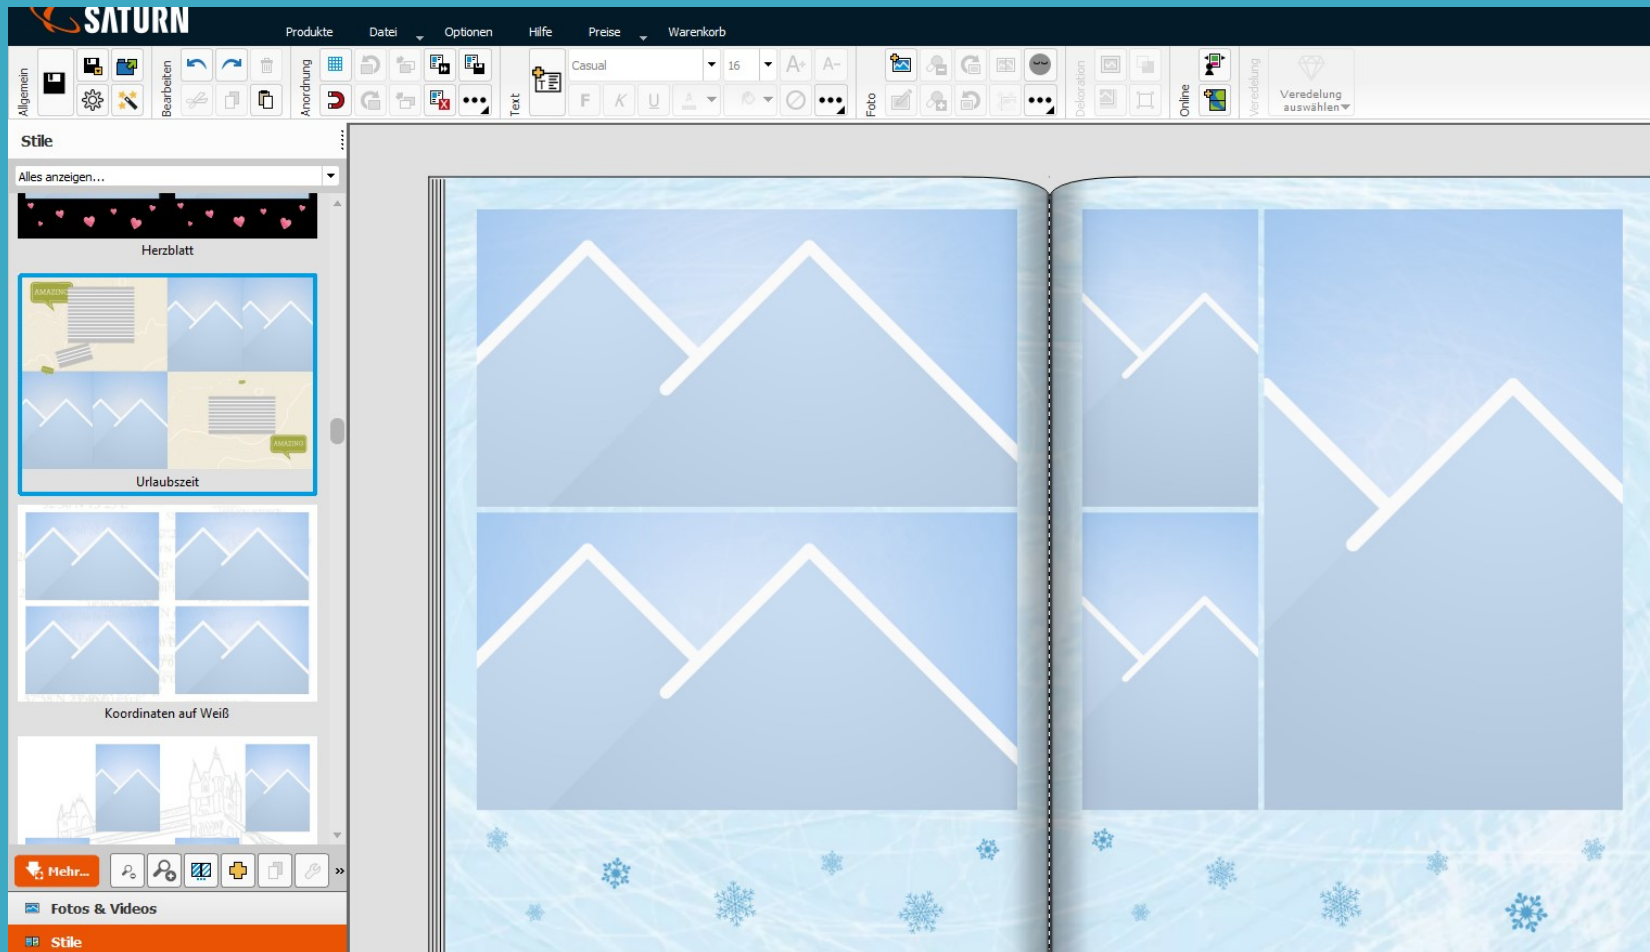 SATURN
Produkte Datei Optionen Hilfe Preise Warenkorb
Allgemein
Bearbeiten
Anordnung
Text
Casual 16 A+ A-
F K U A
Foto
Dekoration
Online
Veredelung
Veredelung
auswählen
Stile
Alles anzeigen...
Herzblatt
AMAZING
AMAZING
Urlaubszeit
Koordinaten auf Weiß
Mehr... »
Fotos & Videos
Stile